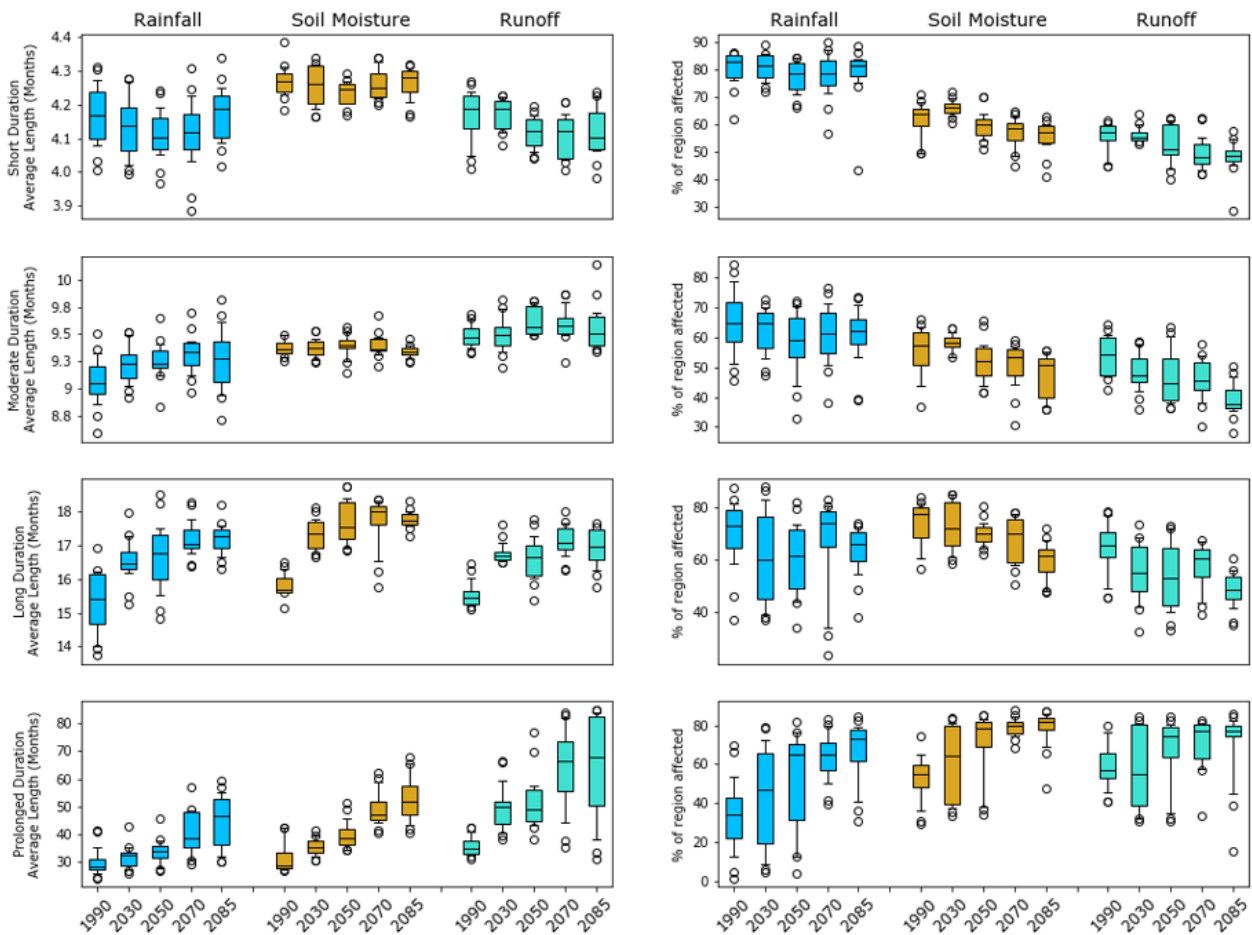 Rainfall Soil Moisture Runoff
Rainfall Soil Moisture Runoff
Short Duration
Average Length (Months)
4.4
4.3
4.2
4.1
4.0
3.9
% of region affected
90
80
70
60
50
40
30
Moderate Duration
Average Length (Months)
10
9.8
9.5
9.3
9
8.8
% of region affected
80
70
60
50
40
30
Long Duration
Average Length (Months)
18
17
16
15
14
% of region affected
80
60
40
Prolonged Duration
Average Length (Months)
80
70
60
50
40
30
% of region affected
80
60
40
20
0
1990 2030 2050 2070 2085 1990 2030 2050 2070 2085 1990 2030 2050 2070 2085
1990 2030 2050 2070 2085 1990 2030 2050 2070 2085 1990 2030 2050 2070 2085